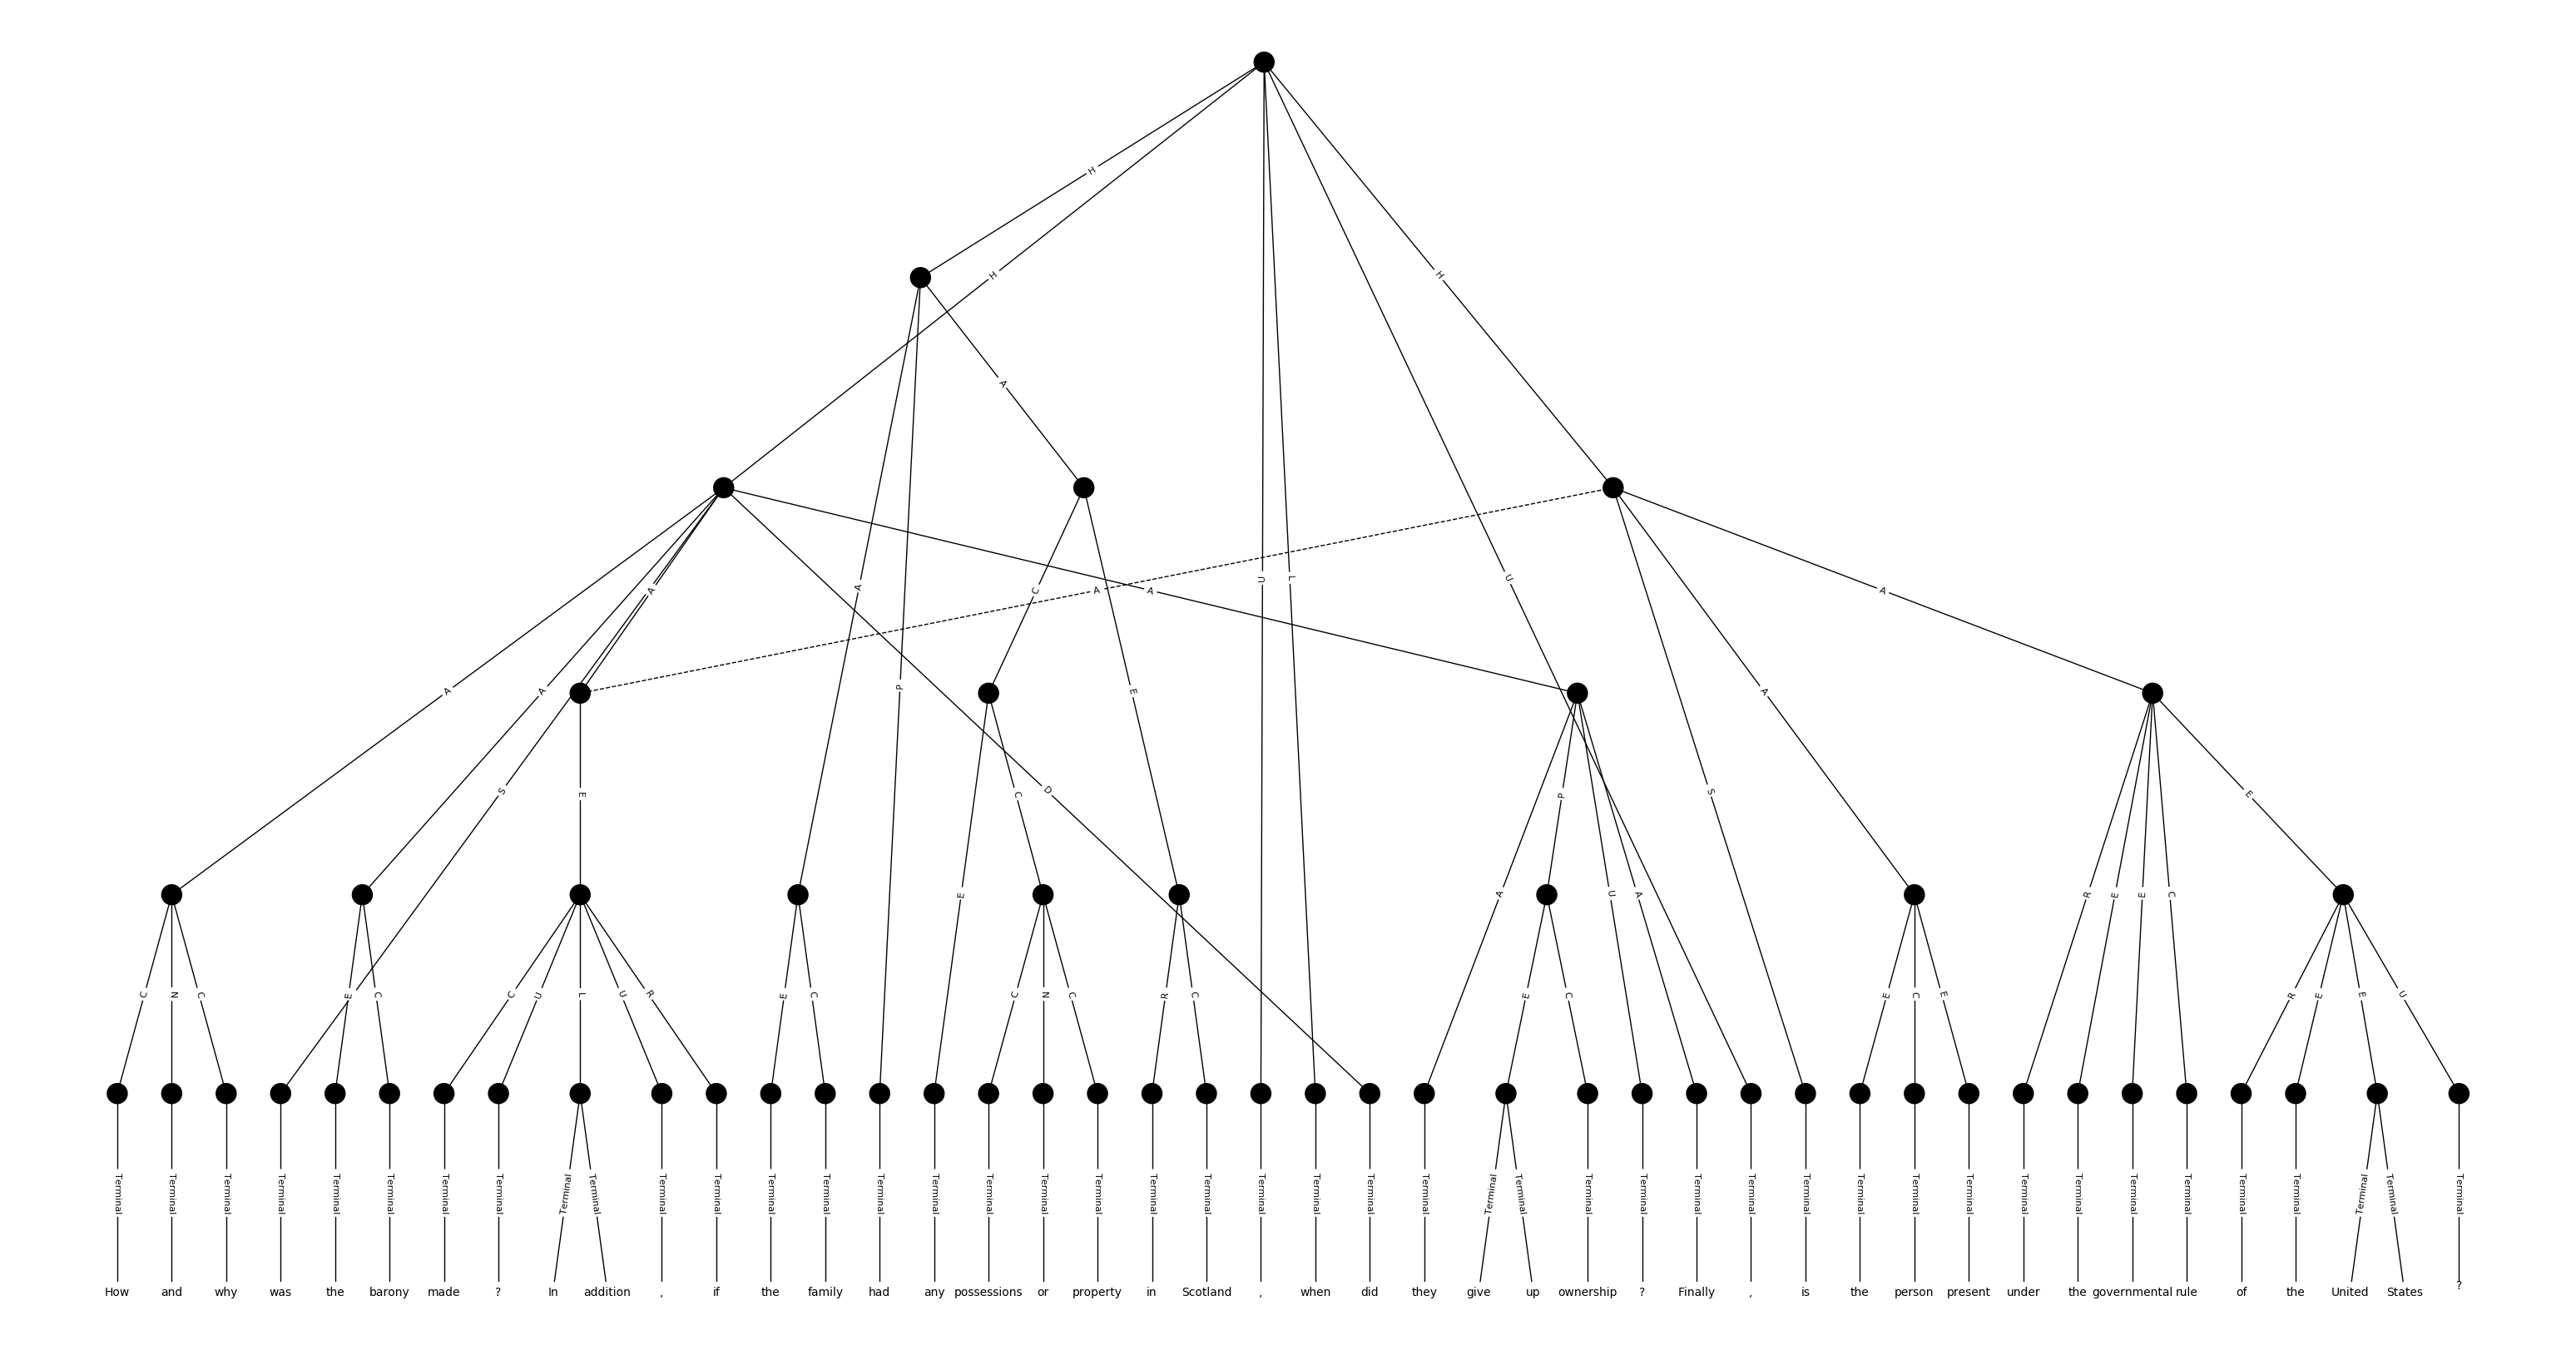 H
H
H
A
A
U
L
U
A
A
A
C
A
A
A
P
E
A
S
E
C
D
P
S
E
E
A
U
A
R
E
E
C
C
N
C
E
C
C
U
L
U
R
E
C
C
N
C
R
C
E
C
E
C
E
R
E
E
U
Terminal Terminal Terminal Terminal Terminal Terminal Terminal Terminal Terminal Terminal Terminal Terminal Terminal Terminal Terminal Terminal Terminal Terminal Terminal Terminal Terminal Terminal Terminal Terminal Terminal Terminal Terminal Terminal Terminal Terminal Terminal Terminal Terminal Terminal Terminal Terminal Terminal Terminal Terminal Terminal Terminal Terminal Terminal Terminal
How and why was the barony made ? In addition , if the family had any possessions or property in Scotland , when did they give up ownership ? Finally , is the person present under the governmental rule of the United States ?